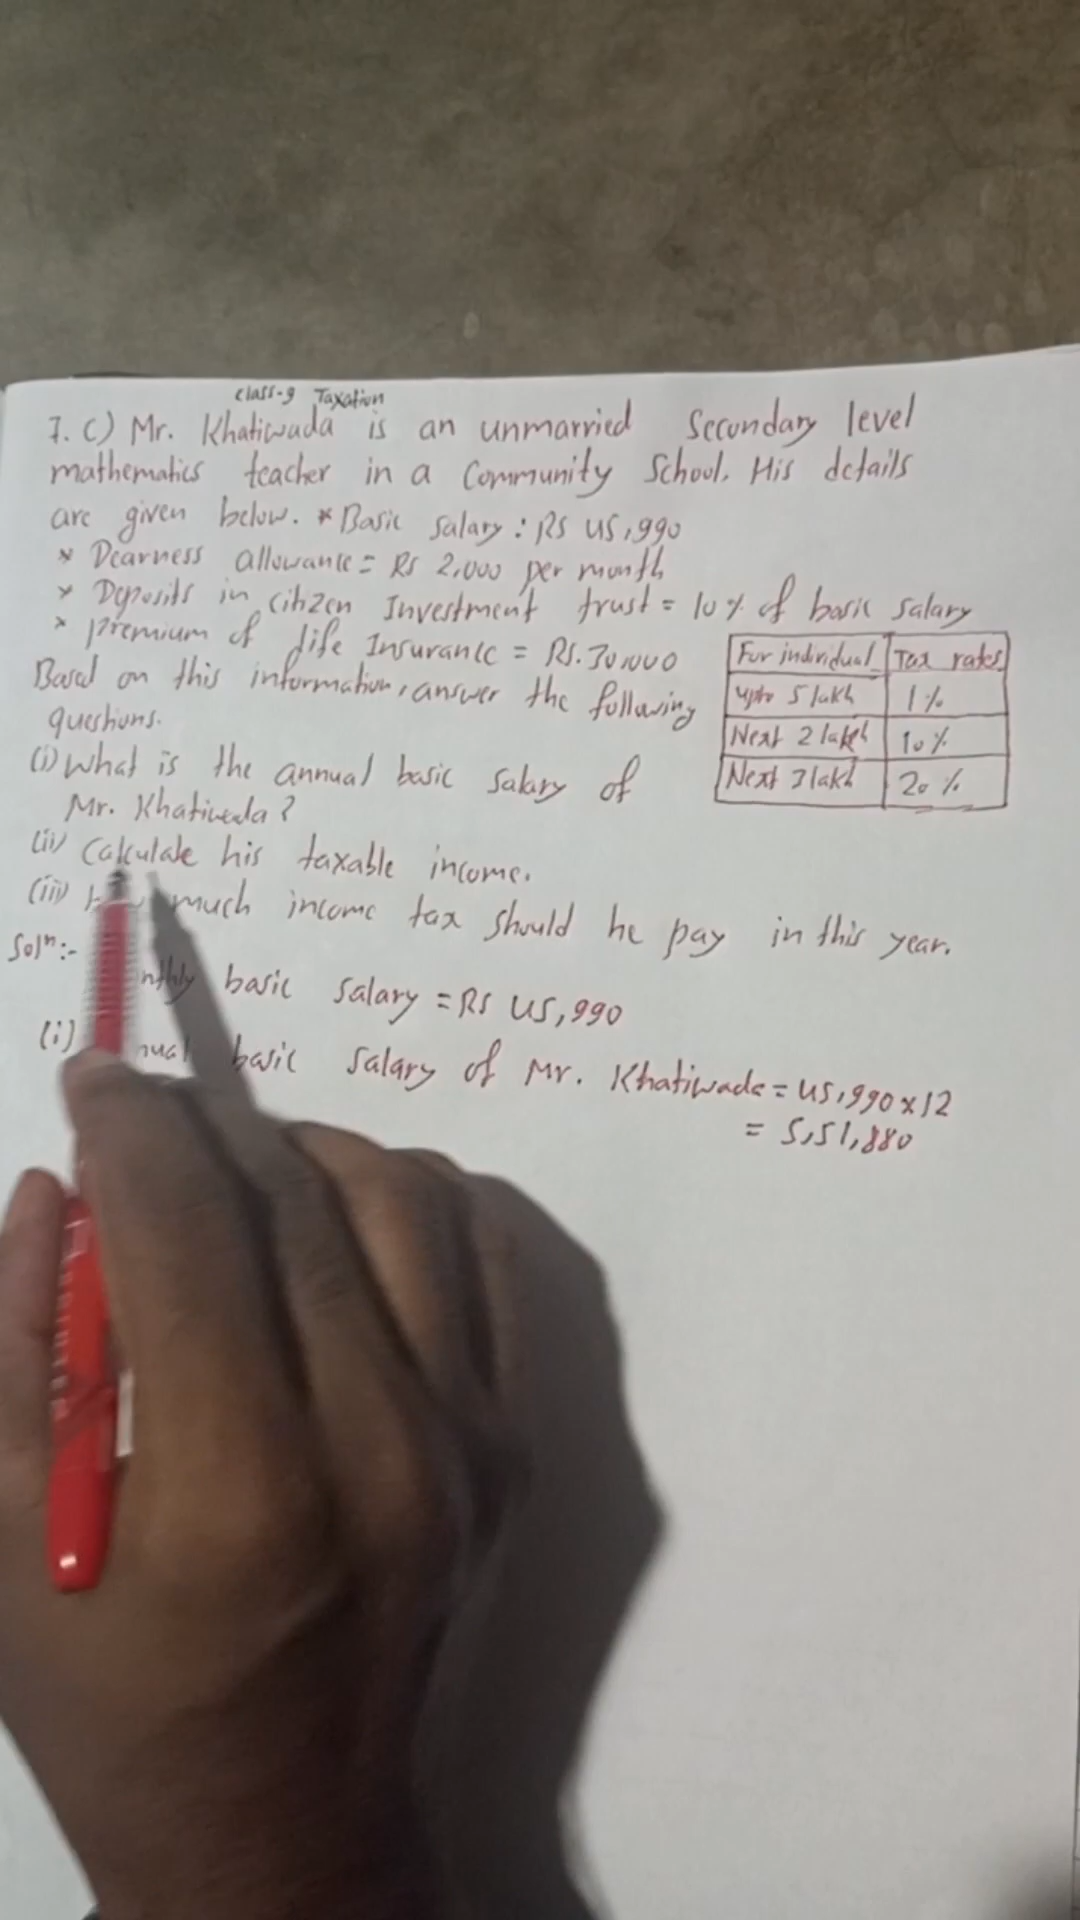 class-9 Taxation
7. c) Mr. Khatiwada is an unmarried Secondary level
mathematics teacher in a Community School. His details
are given below. * Basic salary : Rs 45,990
* Dearness allowance = Rs 2,000 per month
* Deposits in citizen Investment trust = 10% of basic salary
* premium of life Insurance = Rs. 30,000
Based on this information, answer the following
questions.
For individual Tax rates
upto 5 lakh 1%
Next 2 lakh 10%
Next 3 lakh 20%
(i) What is the annual basic salary of
Mr. Khatiwada?
(ii) Calculate his taxable income.
(iii) much income tax should he pay in this year.
Solⁿ:-
nthly basic salary = Rs 45,990
(i) nual basic salary of Mr. Khatiwada = 45,990 x 12
= 5,51,880